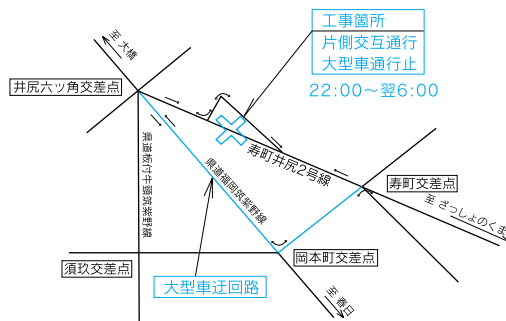 至 大橋
工事箇所
片側交互通行
大型車通行止
22:00～翌6:00
井尻六ツ角交差点
寿町井尻2号線
県道板付牛頸筑紫野線
県道福岡筑紫野線
寿町交差点
至 ざっしょのくま
須玖交差点
岡本町交差点
大型車迂回路
至 春日